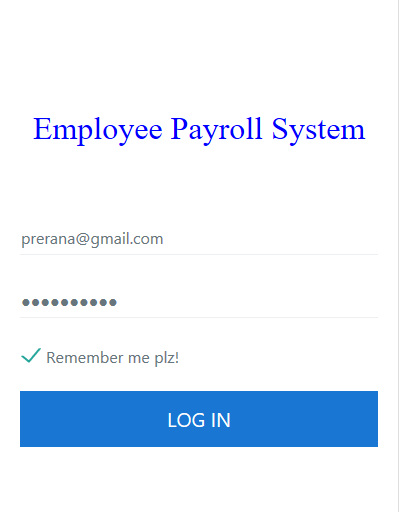 Employee Payroll System
prerana@gmail.com
●●●●●●●●●●
Remember me plz!
LOG IN